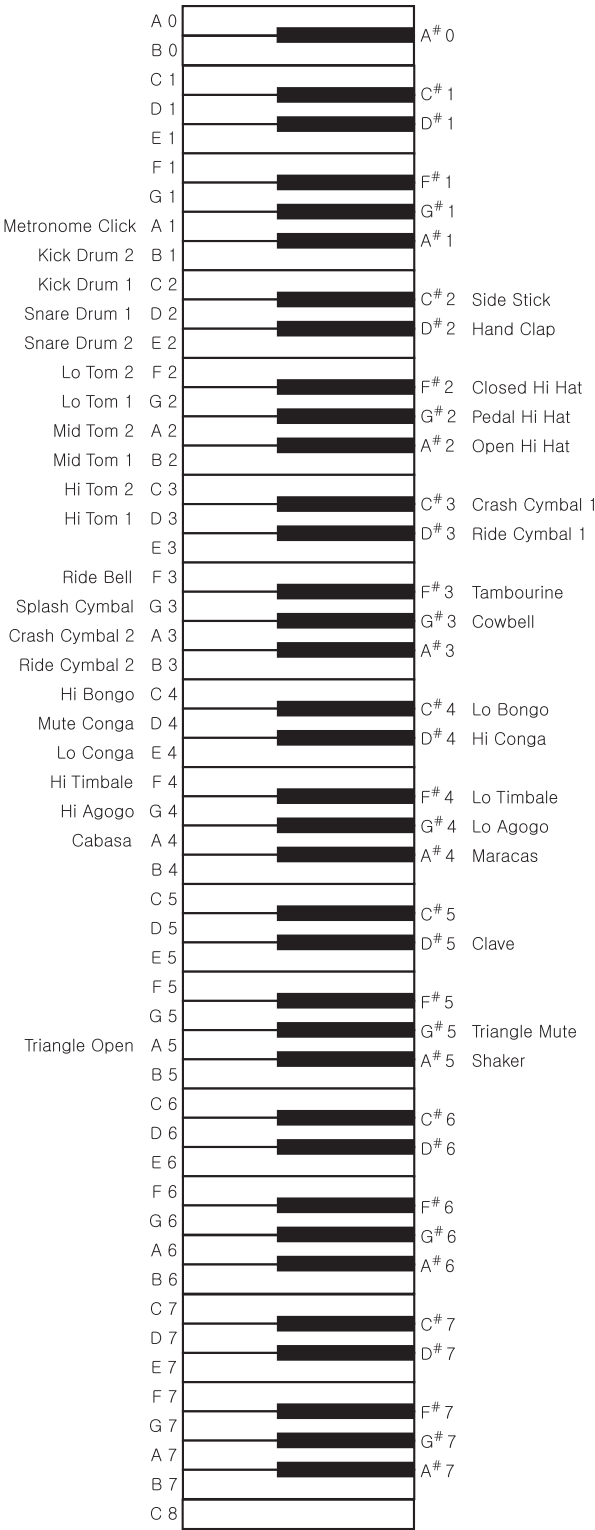 A 0
A# 0
B 0
C 1
C# 1
D 1
D# 1
E 1
F 1
F# 1
G 1
G# 1
Metronome Click A 1
A# 1
Kick Drum 2 B 1
Kick Drum 1 C 2
C# 2 Side Stick
Snare Drum 1 D 2
D# 2 Hand Clap
Snare Drum 2 E 2
Lo Tom 2 F 2
F# 2 Closed Hi Hat
Lo Tom 1 G 2
G# 2 Pedal Hi Hat
Mid Tom 2 A 2
A# 2 Open Hi Hat
Mid Tom 1 B 2
Hi Tom 2 C 3
C# 3 Crash Cymbal 1
Hi Tom 1 D 3
D# 3 Ride Cymbal 1
E 3
Ride Bell F 3
F# 3 Tambourine
Splash Cymbal G 3
G# 3 Cowbell
Crash Cymbal 2 A 3
A# 3
Ride Cymbal 2 B 3
Hi Bongo C 4
C# 4 Lo Bongo
Mute Conga D 4
D# 4 Hi Conga
Lo Conga E 4
Hi Timbale F 4
F# 4 Lo Timbale
Hi Agogo G 4
G# 4 Lo Agogo
Cabasa A 4
A# 4 Maracas
B 4
C 5
C# 5
D 5
D# 5 Clave
E 5
F 5
F# 5
G 5
G# 5 Triangle Mute
Triangle Open A 5
A# 5 Shaker
B 5
C 6
C# 6
D 6
D# 6
E 6
F 6
F# 6
G 6
G# 6
A 6
A# 6
B 6
C 7
C# 7
D 7
D# 7
E 7
F 7
F# 7
G 7
G# 7
A 7
A# 7
B 7
C 8